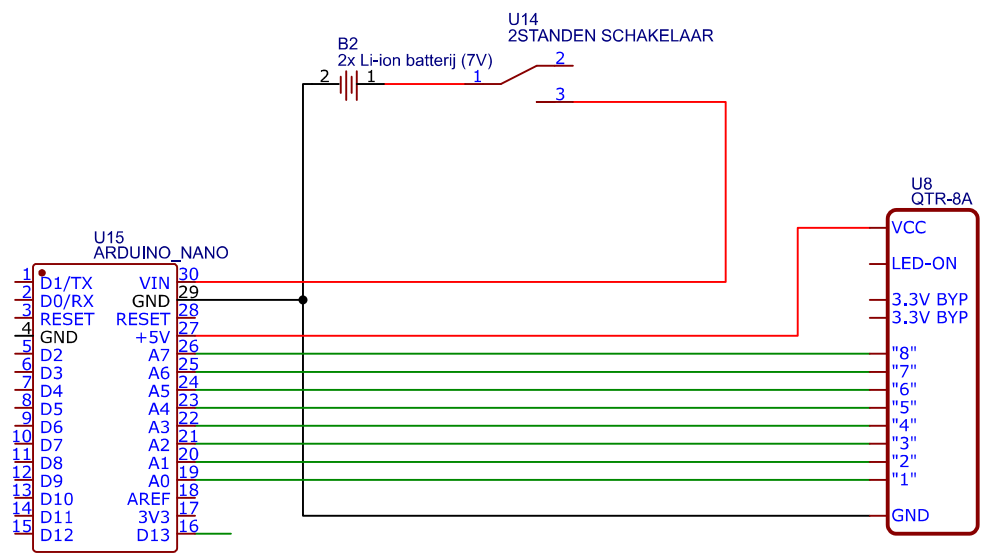 U14
2STANDEN SCHAKELAAR
B2
2x Li-ion batterij (7V)
2 1
1 2
3
U8
QTR-8A
VCC
LED-ON
3.3V BYP
3.3V BYP
"8"
"7"
"6"
"5"
"4"
"3"
"2"
"1"
GND
U15
ARDUINO_NANO
1 D1/TX VIN 30
2 D0/RX GND 29
3 RESET RESET 28
4 GND +5V 27
5 D2 A7 26
6 D3 A6 25
7 D4 A5 24
8 D5 A4 23
9 D6 A3 22
10 D7 A2 21
11 D8 A1 20
12 D9 A0 19
13 D10 AREF 18
14 D11 3V3 17
15 D12 D13 16